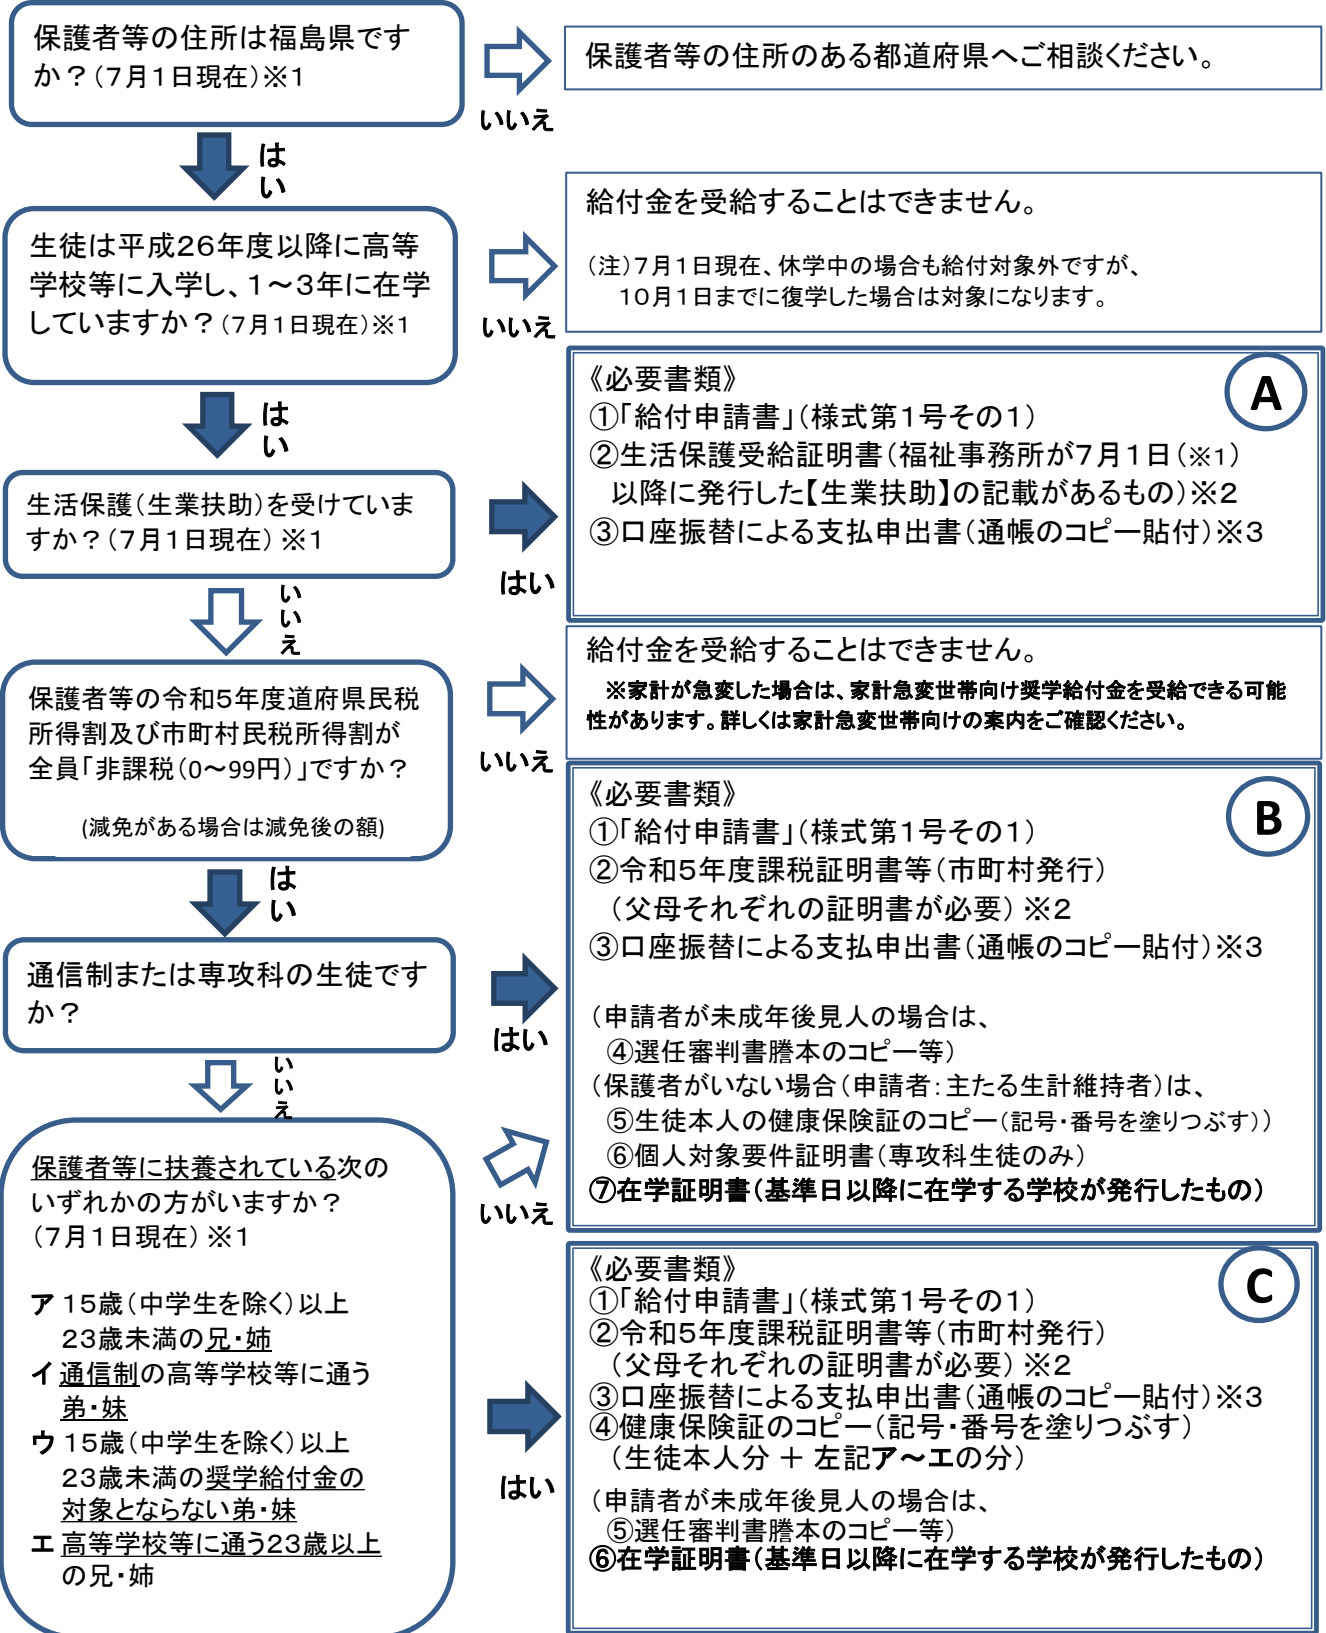 保護者等の住所は福島県です
か？(7月1日現在)※1
いいえ
保護者等の住所のある都道府県へご相談ください。
はい
生徒は平成26年度以降に高等
学校等に入学し、1～3年に在学
していますか？(7月1日現在)※1
いいえ
給付金を受給することはできません。
(注)7月1日現在、休学中の場合も給付対象外ですが、
10月1日までに復学した場合は対象になります。
はい
生活保護(生業扶助)を受けていま
すか？(7月1日現在)※1
はい
A
《必要書類》
①「給付申請書」(様式第1号その1)
②生活保護受給証明書(福祉事務所が7月1日(※1)
以降に発行した【生業扶助】の記載があるもの)※2
③口座振替による支払申出書(通帳のコピー貼付)※3
いいえ
保護者等の令和5年度道府県民税
所得割及び市町村民税所得割が
全員「非課税(0～99円)」ですか？
(減免がある場合は減免後の額)
いいえ
給付金を受給することはできません。
※家計が急変した場合は、家計急変世帯向け奨学給付金を受給できる可能
性があります。詳しくは家計急変世帯向けの案内をご確認ください。
はい
通信制または専攻科の生徒です
か？
はい
B
《必要書類》
①「給付申請書」(様式第1号その1)
②令和5年度課税証明書等(市町村発行)
(父母それぞれの証明書が必要)※2
③口座振替による支払申出書(通帳のコピー貼付)※3
(申請者が未成年後見人の場合は、
④選任審判書謄本のコピー等)
(保護者がいない場合(申請者:主たる生計維持者)は、
⑤生徒本人の健康保険証のコピー(記号・番号を塗りつぶす))
⑥個人対象要件証明書(専攻科生徒のみ)
⑦在学証明書(基準日以降に在学する学校が発行したもの)
いいえ
保護者等に扶養されている次の
いずれかの方がいますか？
(7月1日現在)※1
ア 15歳(中学生を除く)以上
23歳未満の兄・姉
イ 通信制の高等学校等に通う
弟・妹
ウ 15歳(中学生を除く)以上
23歳未満の奨学給付金の
対象とならない弟・妹
エ 高等学校等に通う23歳以上
の兄・姉
いいえ
はい
C
《必要書類》
①「給付申請書」(様式第1号その1)
②令和5年度課税証明書等(市町村発行)
(父母それぞれの証明書が必要)※2
③口座振替による支払申出書(通帳のコピー貼付)※3
④健康保険証のコピー(記号・番号を塗りつぶす)
(生徒本人分 ＋ 左記ア～エの分)
(申請者が未成年後見人の場合は、
⑤選任審判書謄本のコピー等)
⑥在学証明書(基準日以降に在学する学校が発行したもの)